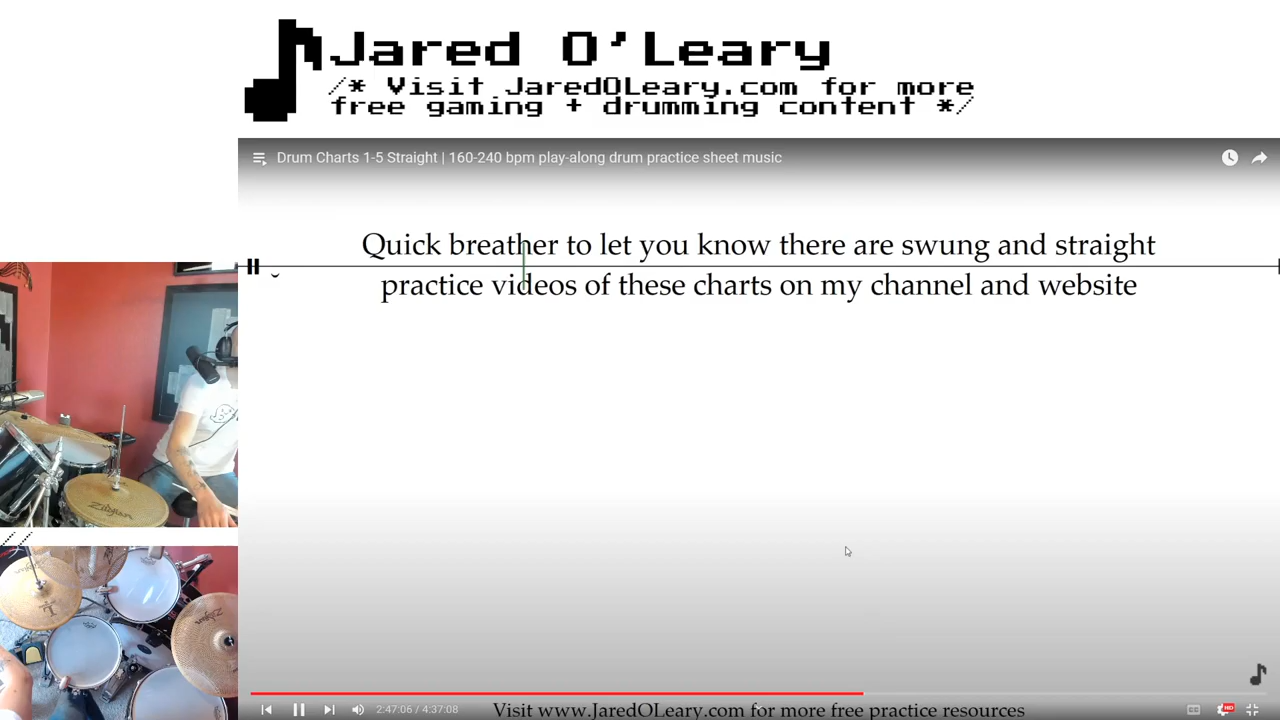 Jared O'Leary
/* Visit JaredOLeary.com for more
free gaming + drumming content */
Drum Charts 1-5 Straight | 160-240 bpm play-along drum practice sheet music
Quick breather to let you know there are swung and straight
practice videos of these charts on my channel and website
Zildjian
2:47:06 / 4:37:08
Visit www.JaredOLeary.com for more free practice resources
HD